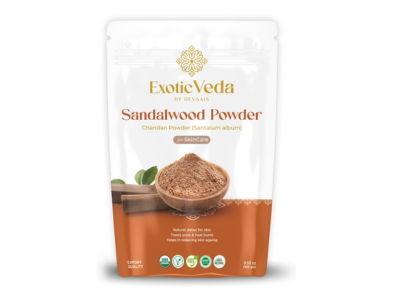 ExoticVeda
BY DEVAAIS
Sandalwood Powder
Chandan Powder (Santalum album)
for SkinCare
Natural detox for skin
Treats acne & heat burns
Helps in reducing skin ageing
EXPORT
QUALITY